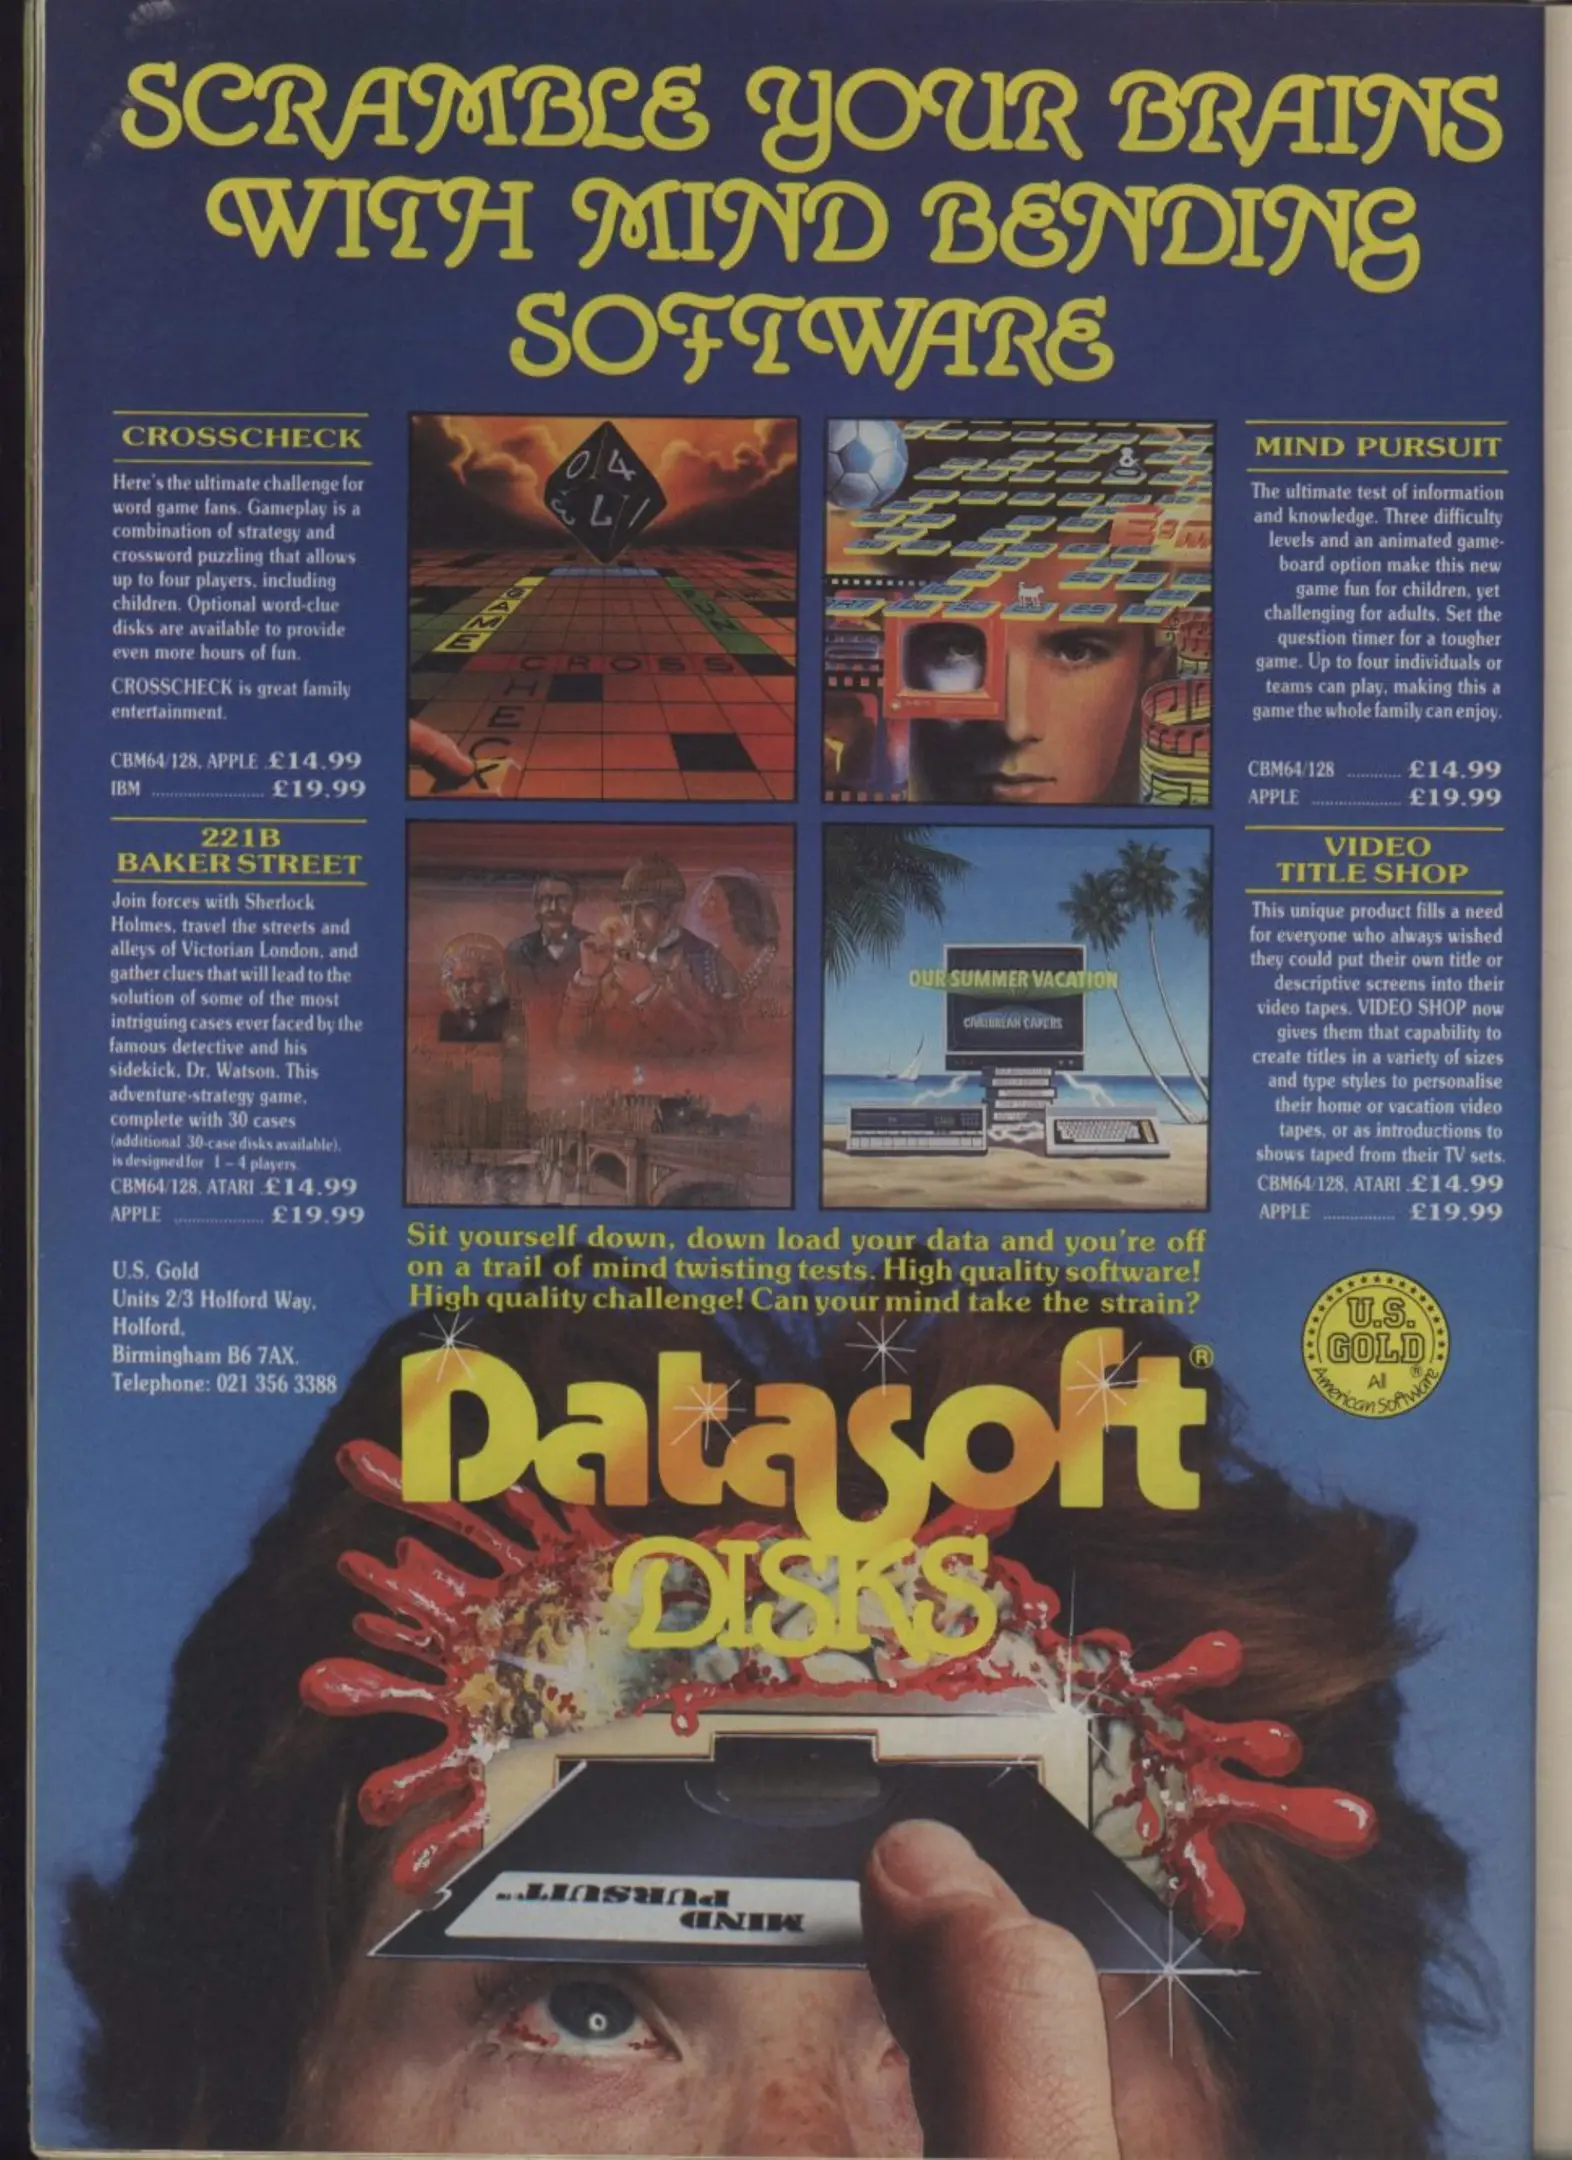 SCRAMBLE YOUR BRAINS
WITH MIND BENDING
SOFTWARE
CROSSCHECK
Here's the ultimate challenge for
word game fans. Gameplay is a
combination of strategy and
crossword puzzling that allows
up to four players, including
children. Optional word-clue
disks are available to provide
even more hours of fun.
CROSSCHECK is great family
entertainment.
CBM64/128, APPLE .£14.99
IBM ........................ £19.99
221B
BAKER STREET
Join forces with Sherlock
Holmes, travel the streets and
alleys of Victorian London, and
gather clues that will lead to the
solution of some of the most
intriguing cases ever faced by the
famous detective and his
sidekick, Dr. Watson. This
adventure-strategy game,
complete with 30 cases
(additional 30-case disks available),
is designed for 1 – 4 players.
CBM64/128, ATARI .£14.99
APPLE ................... £19.99
U.S. Gold
Units 2/3 Holford Way,
Holford,
Birmingham B6 7AX.
Telephone: 021 356 3388
0 4
3 L 1
GAME
RUN
CROSS
CHECK
OUR SUMMER VACATION
CARIBBEAN CAPERS
MIND PURSUIT
The ultimate test of information
and knowledge. Three difficulty
levels and an animated game-
board option make this new
game fun for children, yet
challenging for adults. Set the
question timer for a tougher
game. Up to four individuals or
teams can play, making this a
game the whole family can enjoy.
CBM64/128 ............ £14.99
APPLE .................... £19.99
VIDEO
TITLE SHOP
This unique product fills a need
for everyone who always wished
they could put their own title or
descriptive screens into their
video tapes. VIDEO SHOP now
gives them that capability to
create titles in a variety of sizes
and type styles to personalise
their home or vacation video
tapes, or as introductions to
shows taped from their TV sets.
CBM64/128, ATARI .£14.99
APPLE ................ £19.99
Sit yourself down, down load your data and you're off
on a trail of mind twisting tests. High quality software!
High quality challenge! Can your mind take the strain?
U.S.
GOLD
®
All
American Software
Datasoft®
DISKS
MIND
PURSUIT™